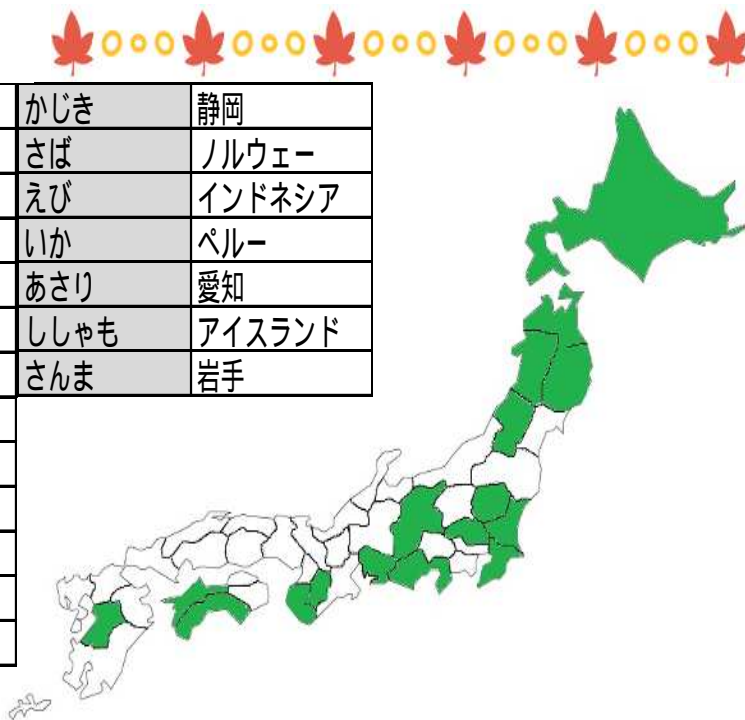 かじき 静岡
さば ノルウェー
えび インドネシア
いか ペルー
あさり 愛知
ししゃも アイスランド
さんま 岩手